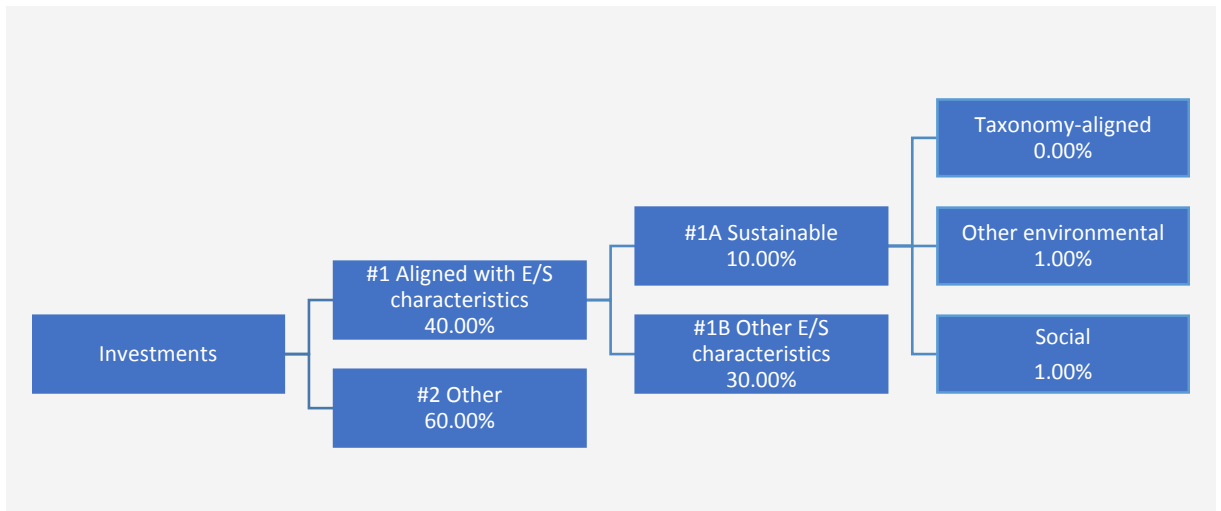 Investments
#1 Aligned with E/S
characteristics
40.00%
#2 Other
60.00%
#1A Sustainable
10.00%
#1B Other E/S
characteristics
30.00%
Taxonomy-aligned
0.00%
Other environmental
1.00%
Social
1.00%